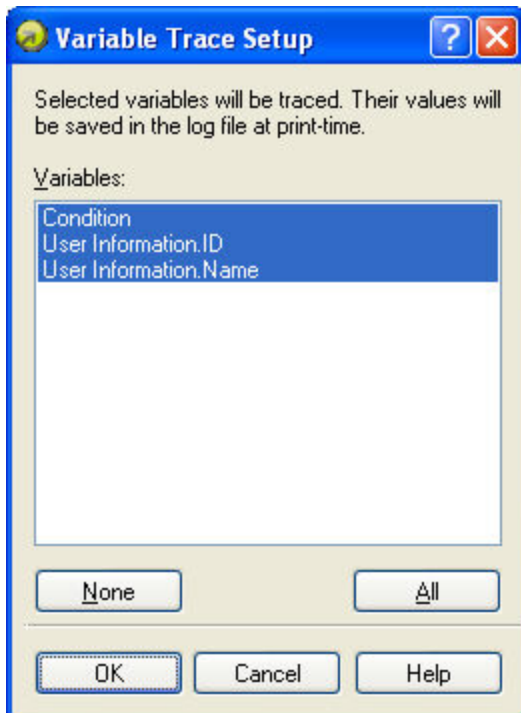 Variable Trace Setup
?
Selected variables will be traced. Their values will
be saved in the log file at print-time.
Variables:
Condition
User Information.ID
User Information.Name
None
All
OK
Cancel
Help